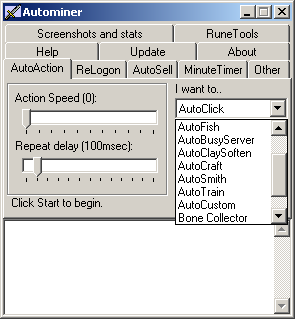 Autominer
Screenshots and stats RuneTools
Help Update About
AutoAction ReLogon AutoSell MinuteTimer Other
Action Speed (0):
Repeat delay (100msec):
Click Start to begin.
I want to..
AutoClick
AutoFish
AutoBusyServer
AutoClaySoften
AutoCraft
AutoSmith
AutoTrain
AutoCustom
Bone Collector